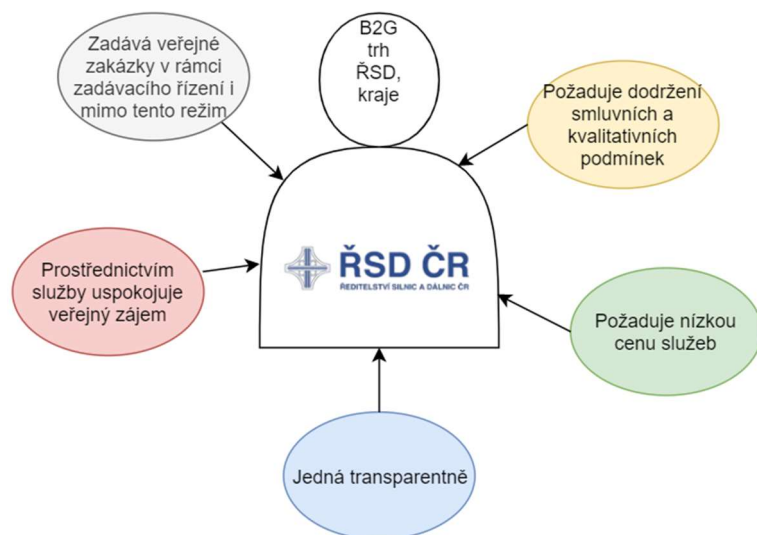 Zadává veřejné
zakázky v rámci
zadávacího řízení i
mimo tento režim
B2G
trh
ŘSD,
kraje
Požaduje dodržení
smluvních a
kvalitativních
podmínek
Prostřednictvím
služby uspokojuje
veřejný zájem
ŘSD ČR
ŘEDITELSTVÍ SILNIC A DÁLNIC ČR
Požaduje nízkou
cenu služeb
Jedná transparentně